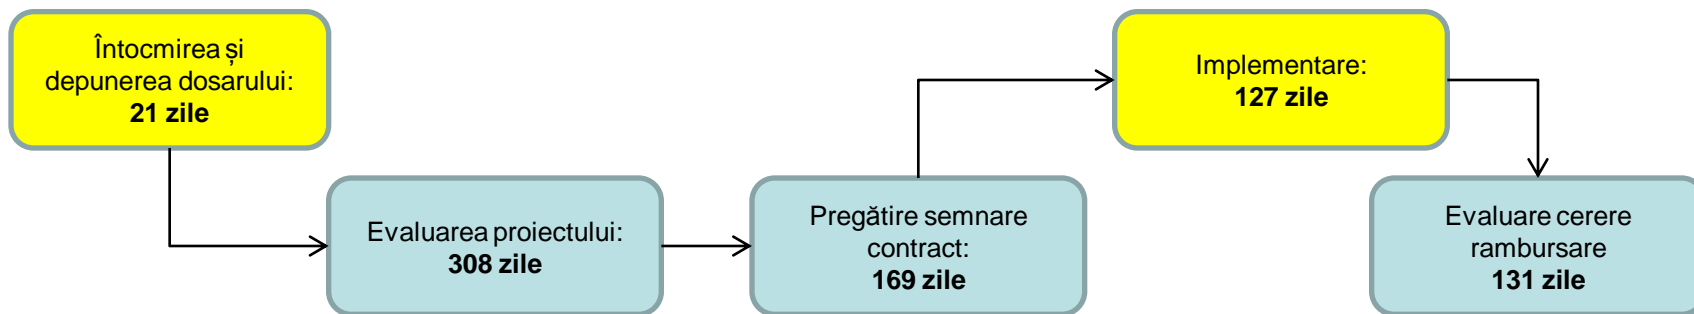 Întocmirea și
depunerea dosarului:
21 zile
Evaluarea proiectului:
308 zile
Pregătire semnare
contract:
169 zile
Implementare:
127 zile
Evaluare cerere
rambursare
131 zile